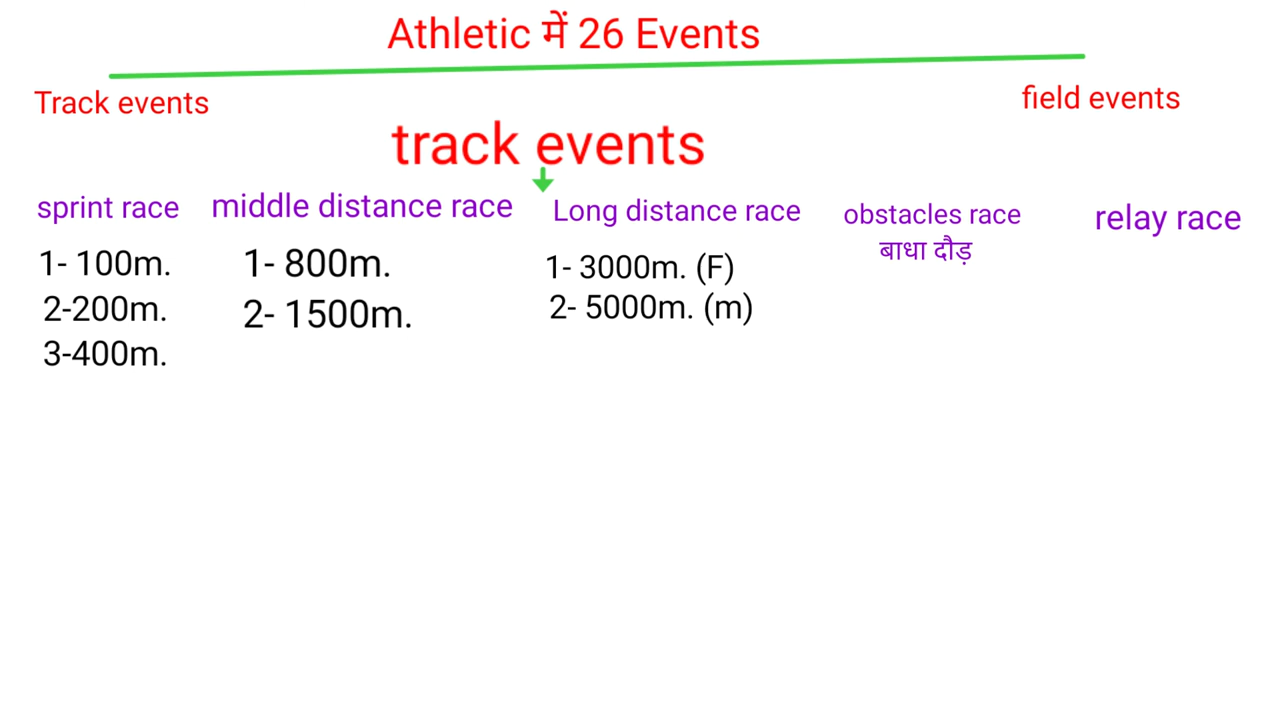 Athletic में 26 Events
Track events
field events
track events
sprint race
1- 100m.
2-200m.
3-400m.
middle distance race
1- 800m.
2- 1500m.
Long distance race
1- 3000m. (F)
2- 5000m. (m)
obstacles race
बाधा दौड़
relay race